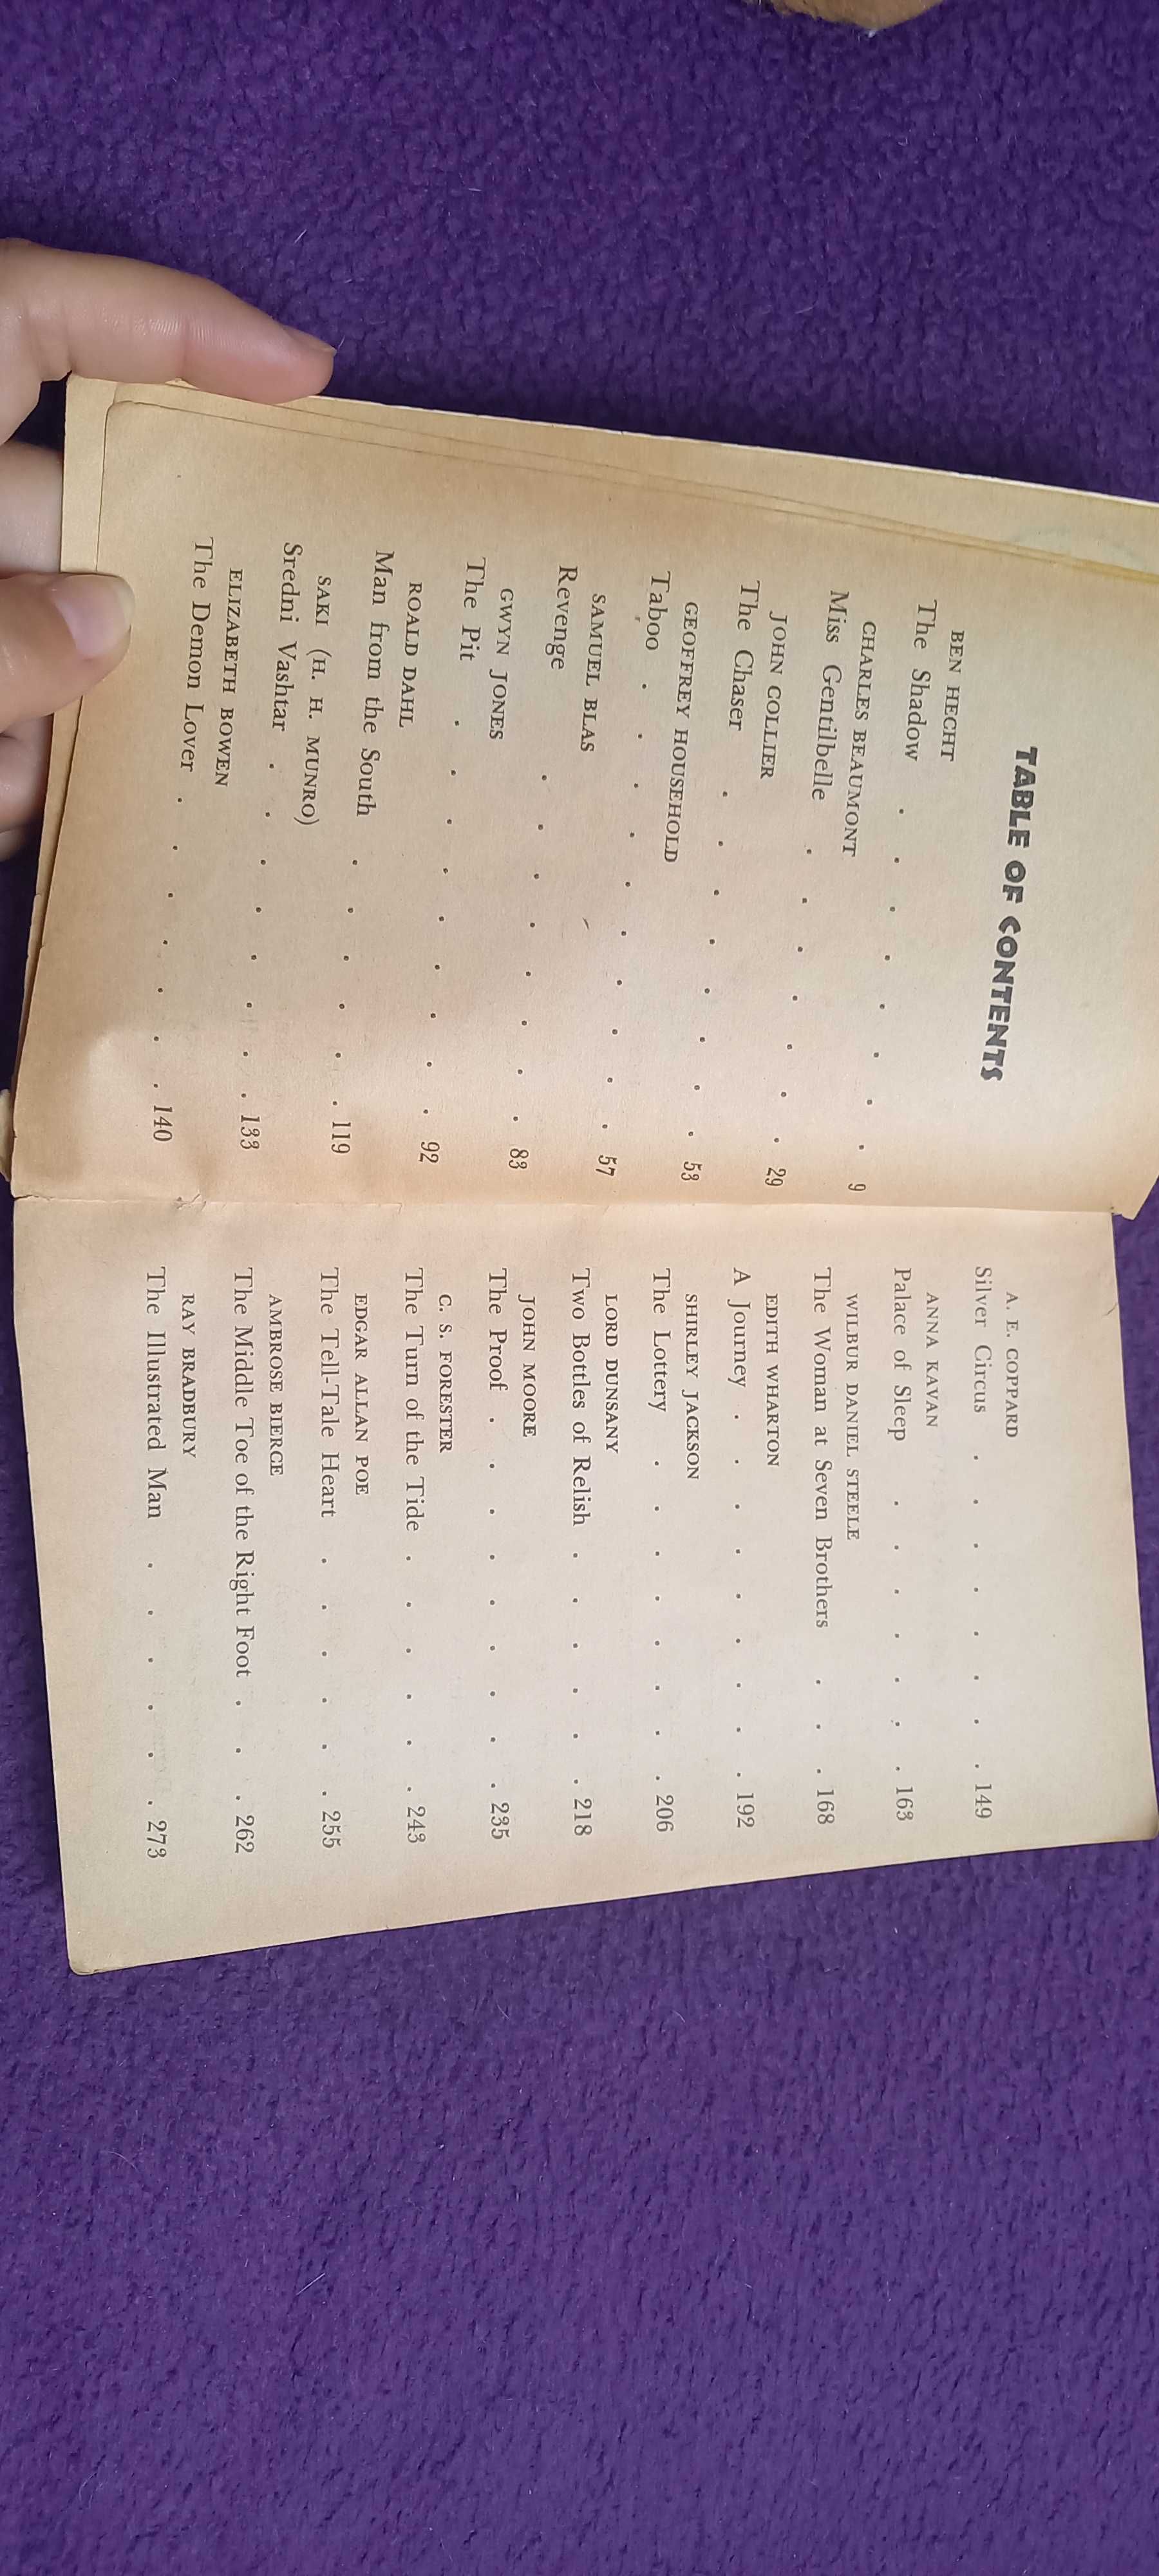 TABLE OF CONTENTS
BEN HECHT
The Shadow . . . . . . . . 9
CHARLES BEAUMONT
Miss Gentilbelle . . . . . . . 29
JOHN COLLIER
The Chaser . . . . . . . . 53
GEOFFREY HOUSEHOLD
Taboo . . . . . . . . . . 57
SAMUEL BLAS
Revenge . . . . . . . . 83
GWYN JONES
The Pit . . . . . . . . . 92
ROALD DAHL
Man from the South . . . . . . 119
SAKI (H. H. MUNRO)
Sredni Vashtar . . . . . . . . 133
ELIZABETH BOWEN
The Demon Lover . . . . . . . 140
A. E. COPPARD
Silver Circus . . . . . . . . 149
ANNA KAVAN
Palace of Sleep . . . . . . . 163
WILBUR DANIEL STEELE
The Woman at Seven Brothers . . . 168
EDITH WHARTON
A Journey . . . . . . . . . 192
SHIRLEY JACKSON
The Lottery . . . . . . . . 206
LORD DUNSANY
Two Bottles of Relish . . . . . . 218
JOHN MOORE
The Proof . . . . . . . . . 235
C. S. FORESTER
The Turn of the Tide . . . . . . 243
EDGAR ALLAN POE
The Tell-Tale Heart . . . . . . 255
AMBROSE BIERCE
The Middle Toe of the Right Foot . . . 262
RAY BRADBURY
The Illustrated Man . . . . . . 273